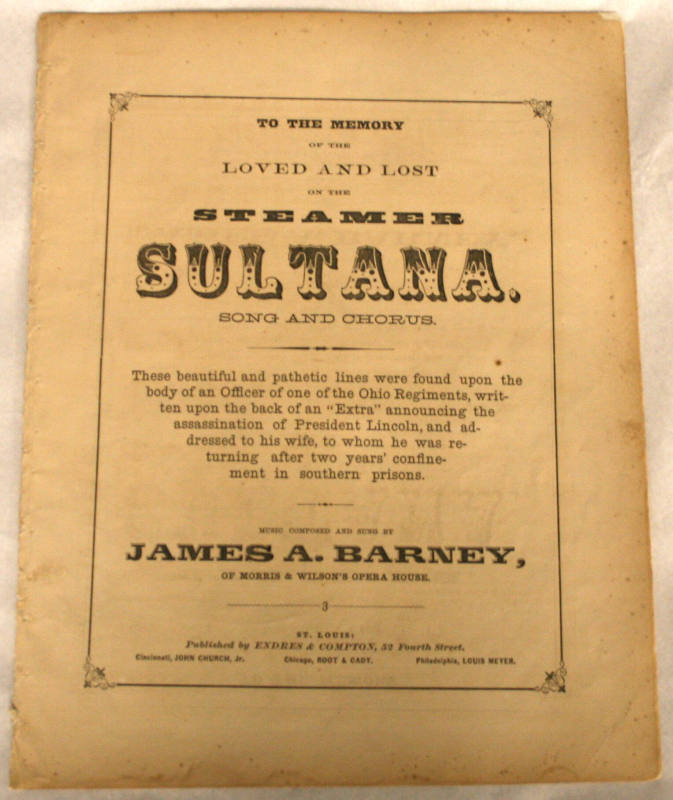 TO THE MEMORY
OF THE
LOVED AND LOST
ON THE
STEAMER
SULTANA.
SONG AND CHORUS.
These beautiful and pathetic lines were found upon the
body of an Officer of one of the Ohio Regiments, writ-
ten upon the back of an "Extra" announcing the
assassination of President Lincoln, and ad-
dressed to his wife, to whom he was re-
turning after two years' confine-
ment in southern prisons.
MUSIC COMPOSED AND SUNG BY
JAMES A. BARNEY,
OF MORRIS & WILSON'S OPERA HOUSE.
3
ST. LOUIS:
Published by ENDRES & COMPTON, 52 Fourth Street.
Cincinnati, JOHN CHURCH, Jr. Chicago, ROOT & CADY. Philadelphia, LOUIS MEYER.